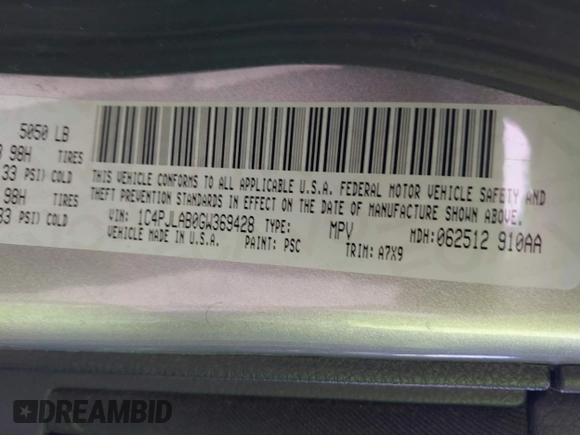 5050 LB
98H TIRES
33 PSI) COLD
98H TIRES
33 PSI) COLD
THIS VEHICLE CONFORMS TO ALL APPLICABLE U.S.A. FEDERAL MOTOR VEHICLE SAFETY AND
THEFT PREVENTION STANDARDS IN EFFECT ON THE DATE OF MANUFACTURE SHOWN ABOVE.
VIN: 1C4PJLAB0GW369428 TYPE: MPV MDH: 062512 910AA
VEHICLE MADE IN U.S.A. PAINT: PSC TRIM: A7X9
DREAMBID